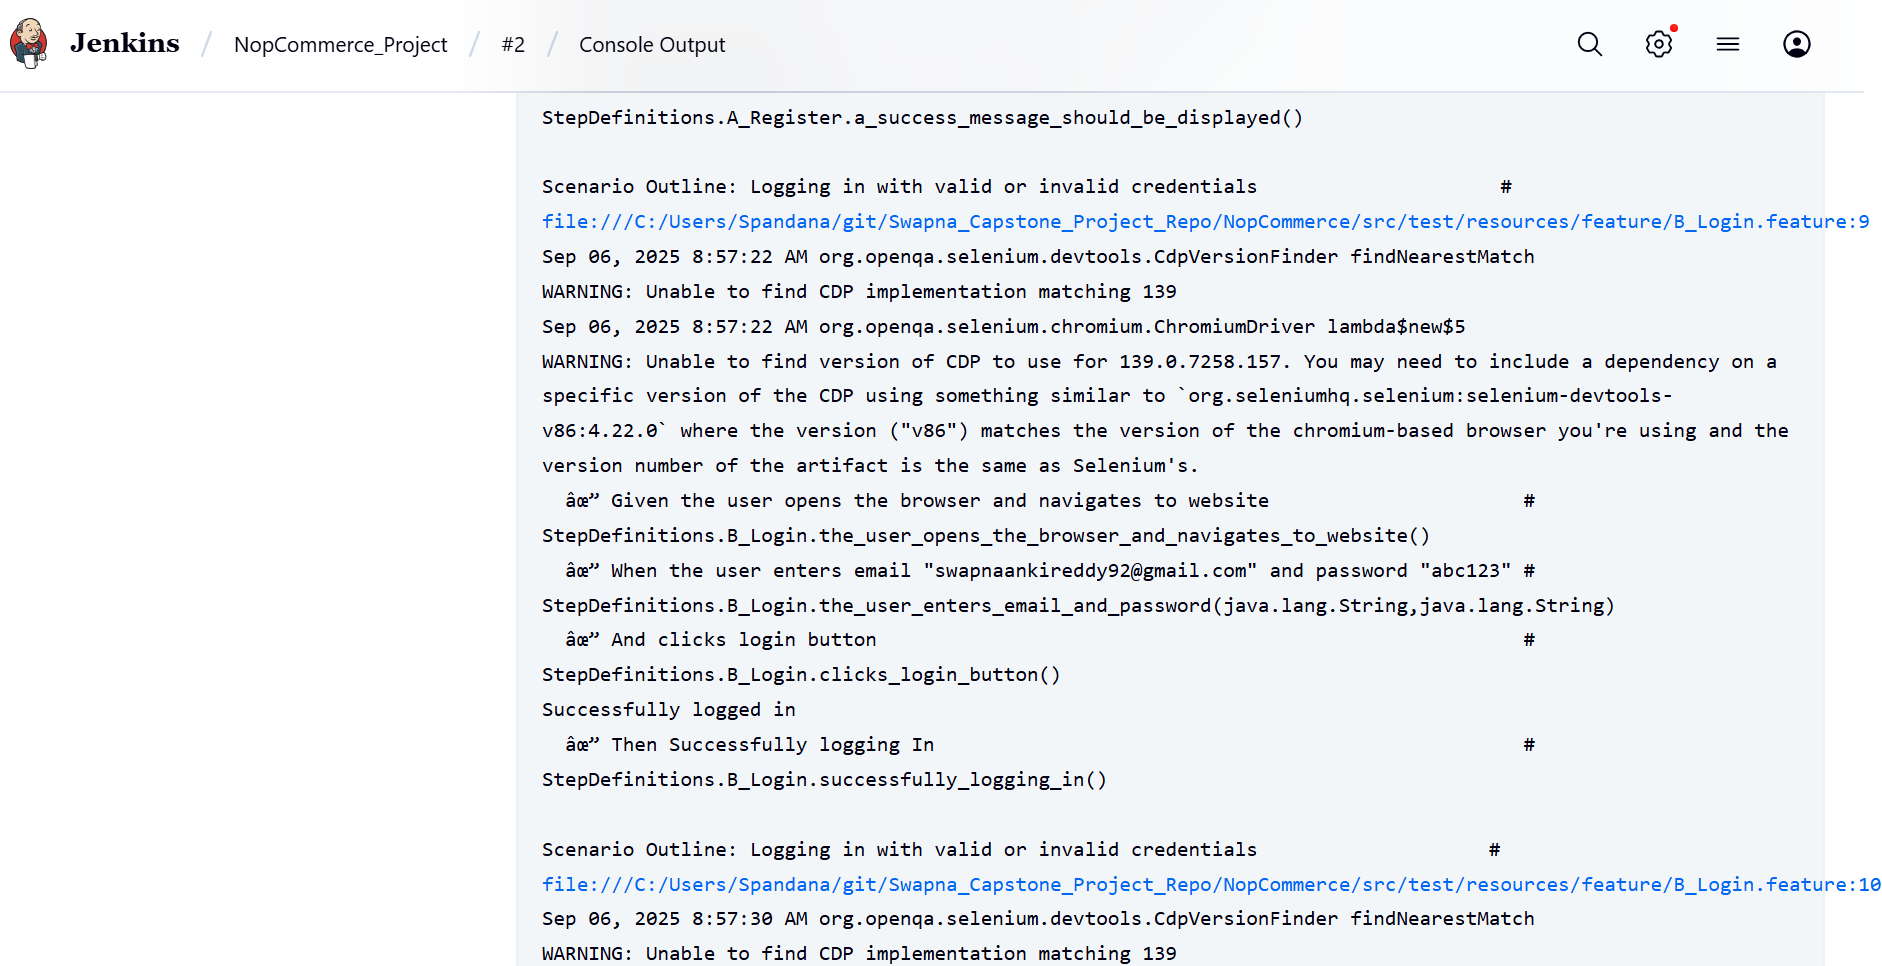 Jenkins / NopCommerce_Project / #2 / Console Output
StepDefinitions.A_Register.a_success_message_should_be_displayed()
Scenario Outline: Logging in with valid or invalid credentials #
file:///C:/Users/Spandana/git/Swapna_Capstone_Project_Repo/NopCommerce/src/test/resources/feature/B_Login.feature:9
Sep 06, 2025 8:57:22 AM org.openqa.selenium.devtools.CdpVersionFinder findNearestMatch
WARNING: Unable to find CDP implementation matching 139
Sep 06, 2025 8:57:22 AM org.openqa.selenium.chromium.ChromiumDriver lambda$new$5
WARNING: Unable to find version of CDP to use for 139.0.7258.157. You may need to include a dependency on a
specific version of the CDP using something similar to `org.seleniumhq.selenium:selenium-devtools-
v86:4.22.0` where the version ("v86") matches the version of the chromium-based browser you're using and the
version number of the artifact is the same as Selenium's.
âœ” Given the user opens the browser and navigates to website #
StepDefinitions.B_Login.the_user_opens_the_browser_and_navigates_to_website()
âœ” When the user enters email "swapnaankireddy92@gmail.com" and password "abc123" #
StepDefinitions.B_Login.the_user_enters_email_and_password(java.lang.String,java.lang.String)
âœ” And clicks login button #
StepDefinitions.B_Login.clicks_login_button()
Successfully logged in
âœ” Then Successfully logging In #
StepDefinitions.B_Login.successfully_logging_in()
Scenario Outline: Logging in with valid or invalid credentials #
file:///C:/Users/Spandana/git/Swapna_Capstone_Project_Repo/NopCommerce/src/test/resources/feature/B_Login.feature:10
Sep 06, 2025 8:57:30 AM org.openqa.selenium.devtools.CdpVersionFinder findNearestMatch
WARNING: Unable to find CDP implementation matching 139